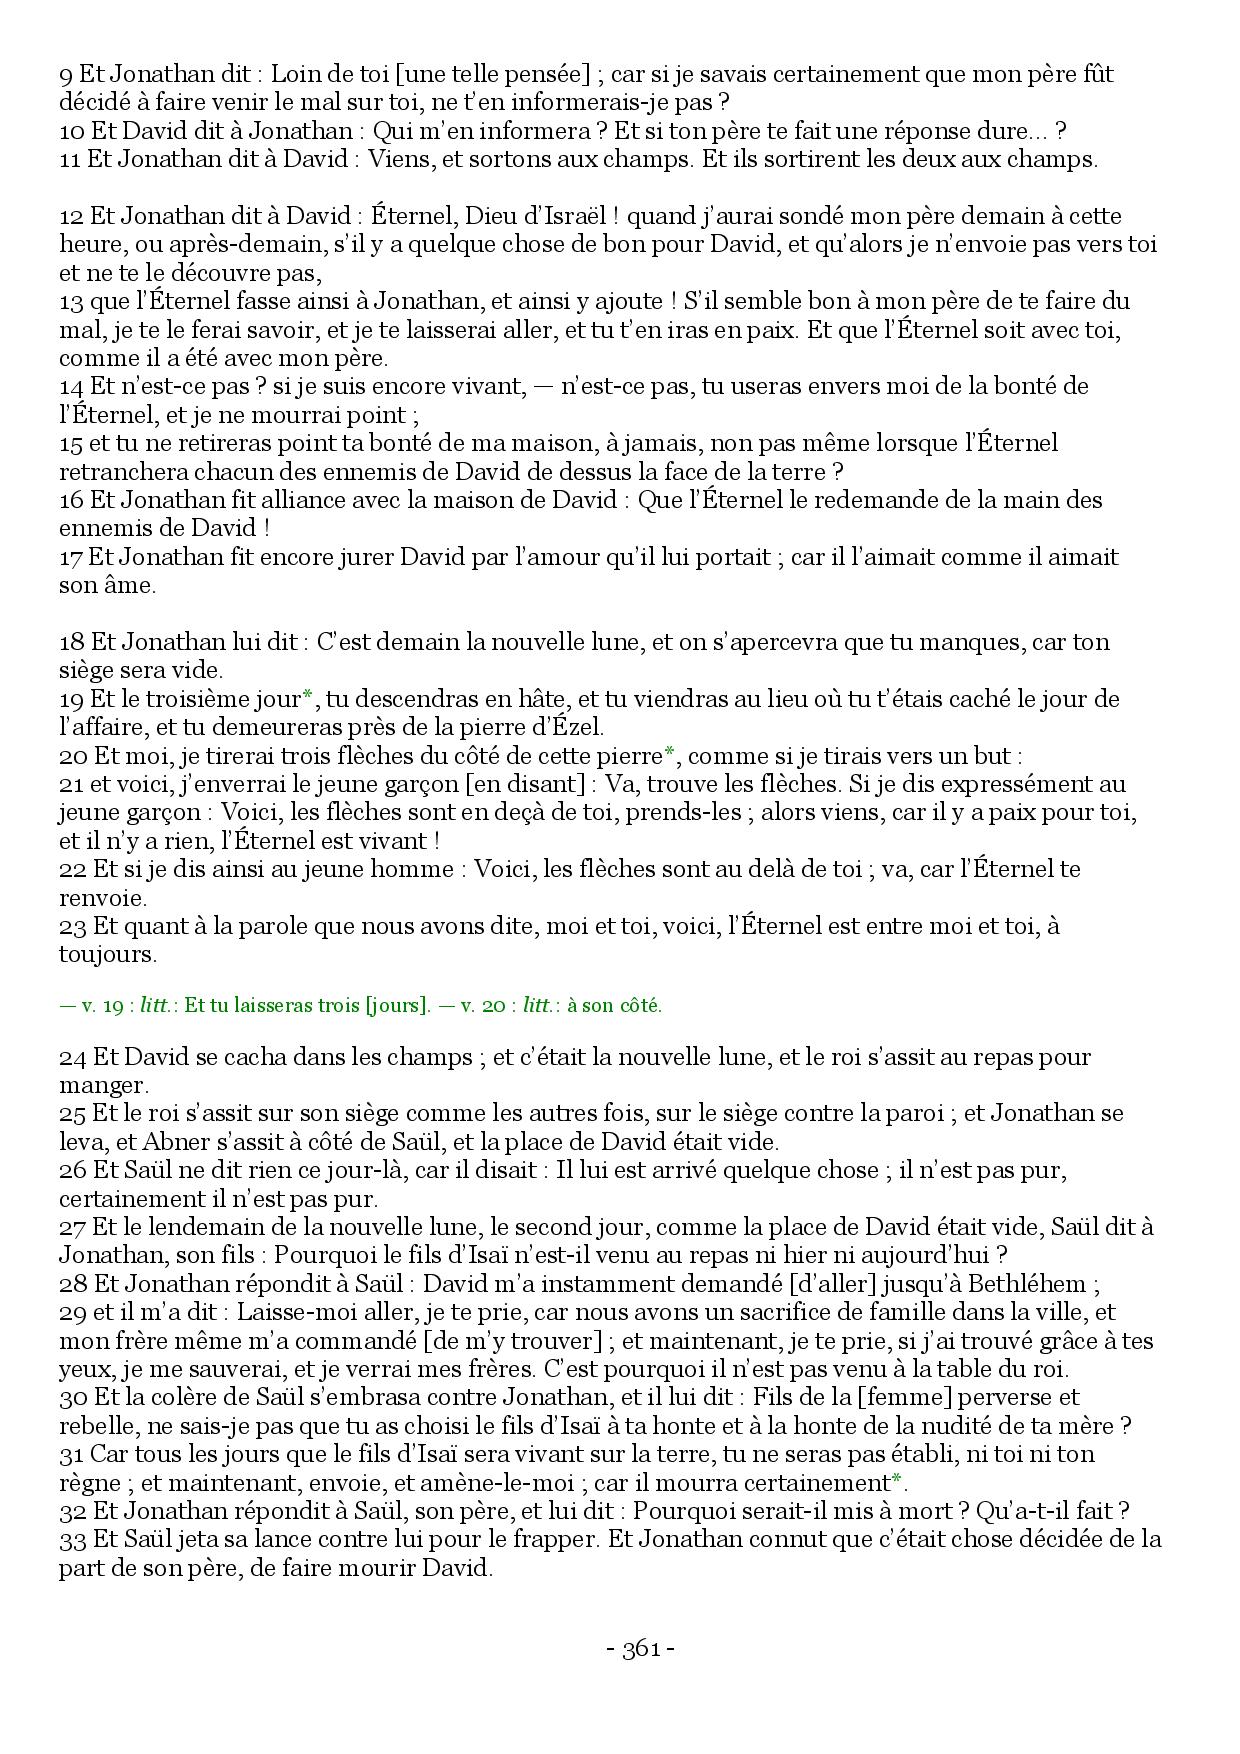 9 Et Jonathan dit : Loin de toi [une telle pensée] ; car si je savais certainement que mon père fût
décidé à faire venir le mal sur toi, ne t’en informerais-je pas ?
10 Et David dit à Jonathan : Qui m’en informera ? Et si ton père te fait une réponse dure… ?
11 Et Jonathan dit à David : Viens, et sortons aux champs. Et ils sortirent les deux aux champs.
12 Et Jonathan dit à David : Éternel, Dieu d’Israël ! quand j’aurai sondé mon père demain à cette
heure, ou après-demain, s’il y a quelque chose de bon pour David, et qu’alors je n’envoie pas vers toi
et ne te le découvre pas,
13 que l’Éternel fasse ainsi à Jonathan, et ainsi y ajoute ! S’il semble bon à mon père de te faire du
mal, je te le ferai savoir, et je te laisserai aller, et tu t’en iras en paix. Et que l’Éternel soit avec toi,
comme il a été avec mon père.
14 Et n’est-ce pas ? si je suis encore vivant, — n’est-ce pas, tu useras envers moi de la bonté de
l’Éternel, et je ne mourrai point ;
15 et tu ne retireras point ta bonté de ma maison, à jamais, non pas même lorsque l’Éternel
retranchera chacun des ennemis de David de dessus la face de la terre ?
16 Et Jonathan fit alliance avec la maison de David : Que l’Éternel le redemande de la main des
ennemis de David !
17 Et Jonathan fit encore jurer David par l’amour qu’il lui portait ; car il l’aimait comme il aimait
son âme.
18 Et Jonathan lui dit : C’est demain la nouvelle lune, et on s’apercevra que tu manques, car ton
siège sera vide.
19 Et le troisième jour*, tu descendras en hâte, et tu viendras au lieu où tu t’étais caché le jour de
l’affaire, et tu demeureras près de la pierre d’Ézel.
20 Et moi, je tirerai trois flèches du côté de cette pierre*, comme si je tirais vers un but :
21 et voici, j’enverrai le jeune garçon [en disant] : Va, trouve les flèches. Si je dis expressément au
jeune garçon : Voici, les flèches sont en deçà de toi, prends-les ; alors viens, car il y a paix pour toi,
et il n’y a rien, l’Éternel est vivant !
22 Et si je dis ainsi au jeune homme : Voici, les flèches sont au delà de toi ; va, car l’Éternel te
renvoie.
23 Et quant à la parole que nous avons dite, moi et toi, voici, l’Éternel est entre moi et toi, à
toujours.
— v. 19 : litt.: Et tu laisseras trois [jours]. — v. 20 : litt.: à son côté.
24 Et David se cacha dans les champs ; et c’était la nouvelle lune, et le roi s’assit au repas pour
manger.
25 Et le roi s’assit sur son siège comme les autres fois, sur le siège contre la paroi ; et Jonathan se
leva, et Abner s’assit à côté de Saül, et la place de David était vide.
26 Et Saül ne dit rien ce jour-là, car il disait : Il lui est arrivé quelque chose ; il n’est pas pur,
certainement il n’est pas pur.
27 Et le lendemain de la nouvelle lune, le second jour, comme la place de David était vide, Saül dit à
Jonathan, son fils : Pourquoi le fils d’Isaï n’est-il venu au repas ni hier ni aujourd’hui ?
28 Et Jonathan répondit à Saül : David m’a instamment demandé [d’aller] jusqu’à Bethléhem ;
29 et il m’a dit : Laisse-moi aller, je te prie, car nous avons un sacrifice de famille dans la ville, et
mon frère même m’a commandé [de m’y trouver] ; et maintenant, je te prie, si j’ai trouvé grâce à tes
yeux, je me sauverai, et je verrai mes frères. C’est pourquoi il n’est pas venu à la table du roi.
30 Et la colère de Saül s’embrasa contre Jonathan, et il lui dit : Fils de la [femme] perverse et
rebelle, ne sais-je pas que tu as choisi le fils d’Isaï à ta honte et à la honte de la nudité de ta mère ?
31 Car tous les jours que le fils d’Isaï sera vivant sur la terre, tu ne seras pas établi, ni toi ni ton
règne ; et maintenant, envoie, et amène-le-moi ; car il mourra certainement*.
32 Et Jonathan répondit à Saül, son père, et lui dit : Pourquoi serait-il mis à mort ? Qu’a-t-il fait ?
33 Et Saül jeta sa lance contre lui pour le frapper. Et Jonathan connut que c’était chose décidée de la
part de son père, de faire mourir David.
- 361 -